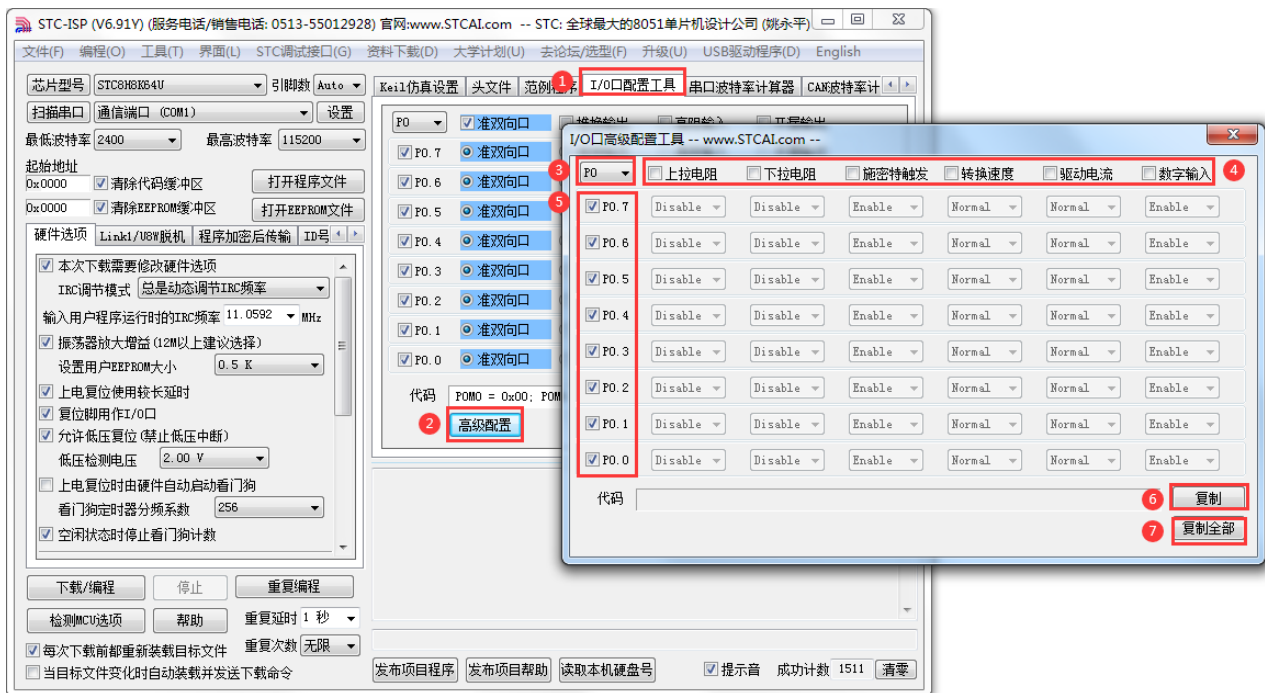 STC-ISP (V6.91Y) (服务电话/销售电话: 0513-55012928) 官网:www.STCAI.com -- STC: 全球最大的8051单片机设计公司 (姚永平)
文件(F) 编程(O) 工具(T) 界面(L) STC调试接口(G) 资料下载(D) 大学计划(U) 去论坛/选型(F) 升级(U) USB驱动程序(D) English
芯片型号 STC8H8K64U 引脚数 Auto
扫描串口 通信端口 (COM1) 设置
最低波特率 2400 最高波特率 115200
起始地址
0x0000 清除代码缓冲区 打开程序文件
0x0000 清除EEPROM缓冲区 打开EEPROM文件
硬件选项 Link1/U8W脱机 程序加密后传输 ID号
本次下载需要修改硬件选项
IRC调节模式 总是动态调节IRC频率
输入用户程序运行时的IRC频率 11.0592 MHz
振荡器放大增益(12M以上建议选择)
设置用户EEPROM大小 0.5 K
上电复位使用较长延时
复位脚用作I/O口
允许低压复位(禁止低压中断)
低压检测电压 2.00 V
上电复位时由硬件自动启动看门狗
看门狗定时器分频系数 256
空闲状态时停止看门狗计数
下载/编程 停止 重复编程
检测MCU选项 帮助 重复延时 1 秒
每次下载前都重新装载目标文件 重复次数 无限
当目标文件变化时自动装载并发送下载命令
Keil仿真设置 头文件 范例程序 1 I/O口配置工具 串口波特率计算器 CAN波特率计
P0 准双向口 推挽输出 高阻输入 开漏输出
P0.7 准双向口
P0.6 准双向口
P0.5 准双向口
P0.4 准双向口
P0.3 准双向口
P0.2 准双向口
P0.1 准双向口
P0.0 准双向口
代码 P0M0 = 0x00; P0M
2 高级配置
发布项目程序 发布项目帮助 读取本机硬盘号 提示音 成功计数 1511 清零
I/O口高级配置工具 -- www.STCAI.com --
3 P0 上拉电阻 下拉电阻 施密特触发 转换速度 驱动电流 数字输入 4
5 P0.7 Disable Disable Enable Normal Normal Enable
P0.6 Disable Disable Enable Normal Normal Enable
P0.5 Disable Disable Enable Normal Normal Enable
P0.4 Disable Disable Enable Normal Normal Enable
P0.3 Disable Disable Enable Normal Normal Enable
P0.2 Disable Disable Enable Normal Normal Enable
P0.1 Disable Disable Enable Normal Normal Enable
P0.0 Disable Disable Enable Normal Normal Enable
代码 6 复制
7 复制全部